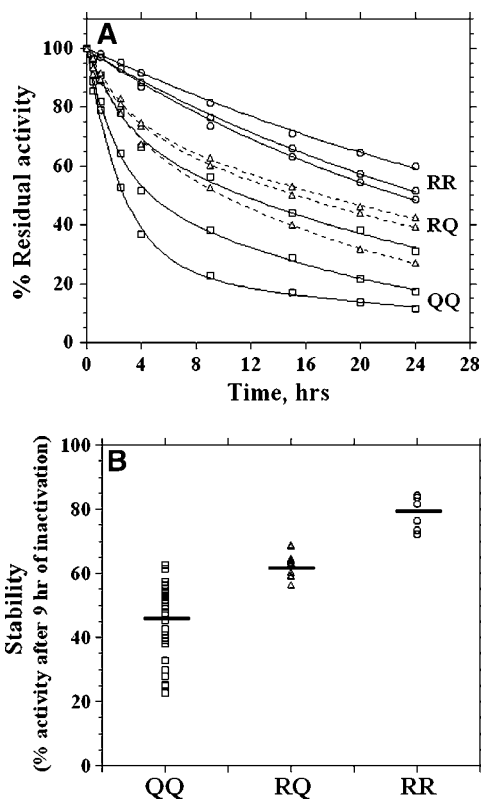 A
100
80
60
40
20
0
% Residual activity
RR
RQ
QQ
0 4 8 12 16 20 24 28
Time, hrs
B
100
80
60
40
20
0
Stability
(% activity after 9 hr of inactivation)
QQ RQ RR